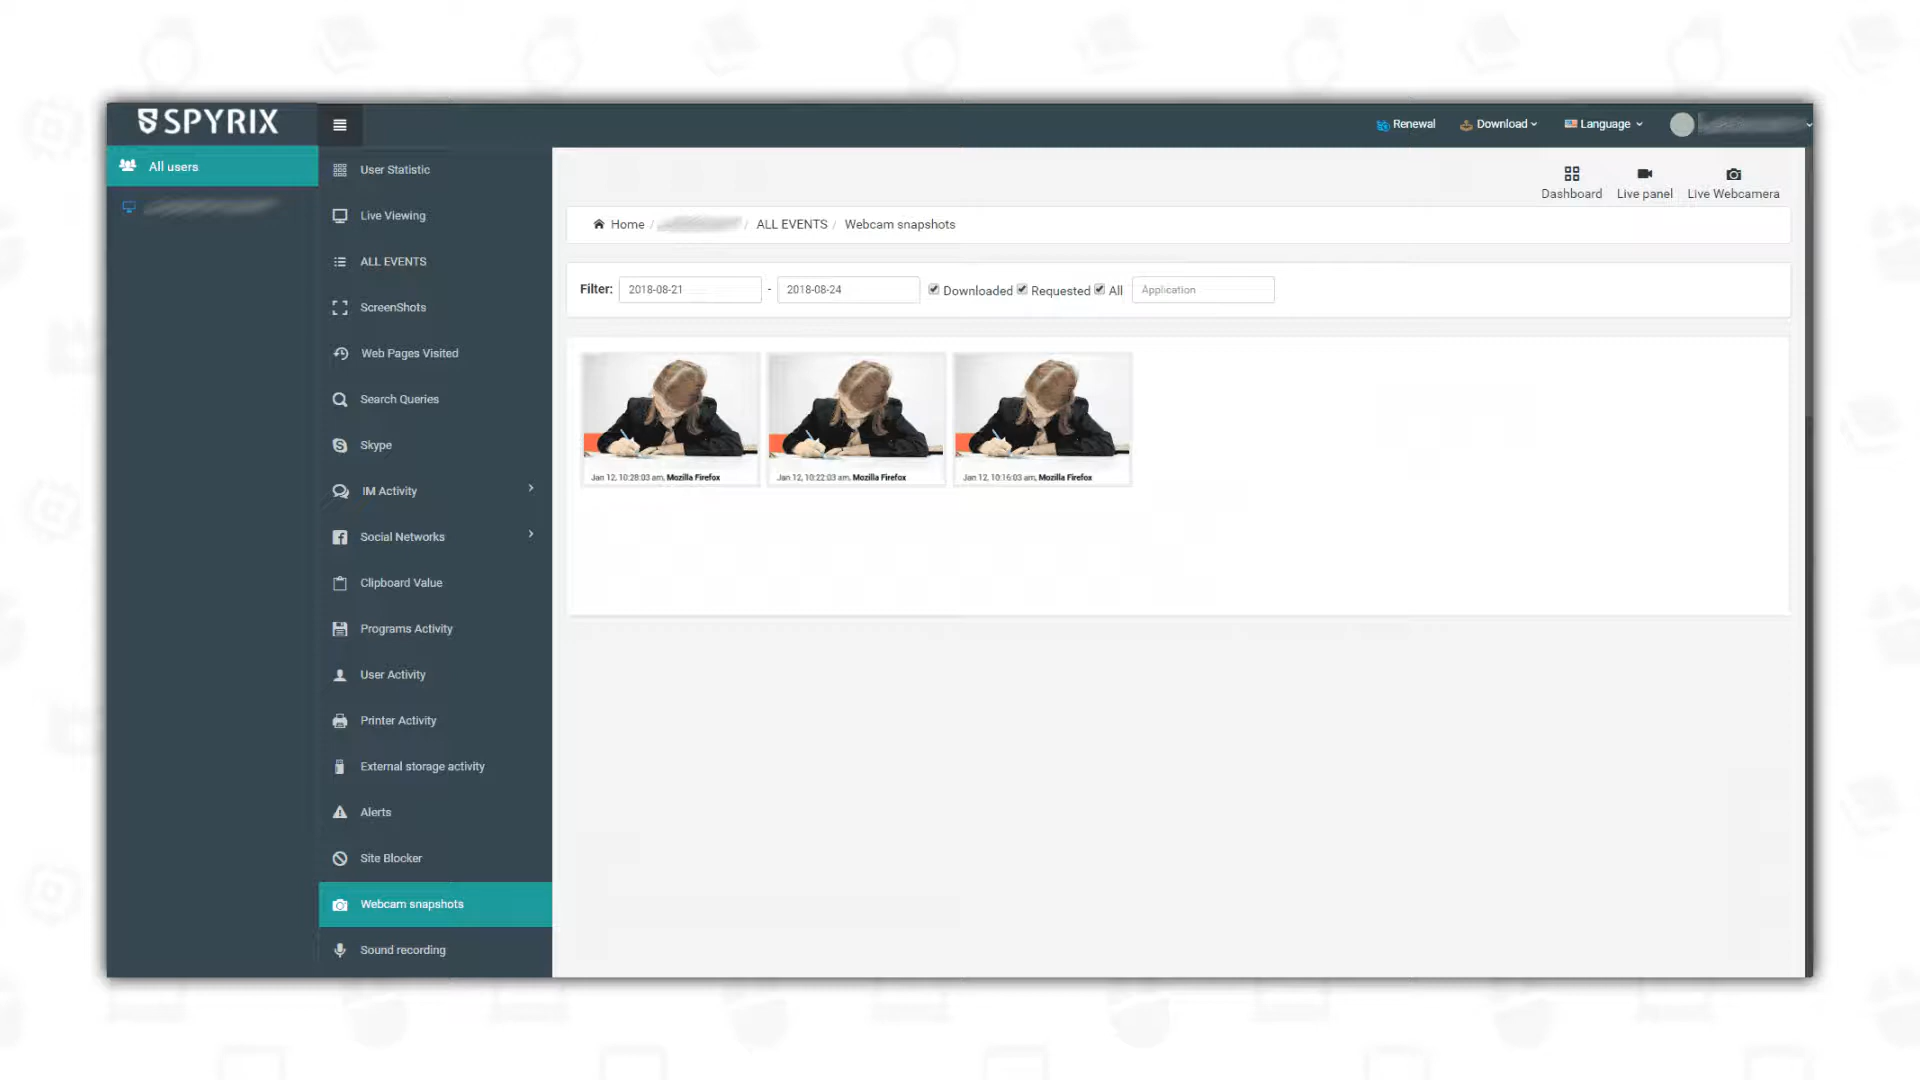 SPYRIX
Renewal
Download
Language
All users
User Statistic
Live Viewing
ALL EVENTS
ScreenShots
Web Pages Visited
Search Queries
Skype
IM Activity
Social Networks
Clipboard Value
Programs Activity
User Activity
Printer Activity
External storage activity
Alerts
Site Blocker
Webcam snapshots
Sound recording
Dashboard
Live panel
Live Webcamera
Home / / ALL EVENTS / Webcam snapshots
Filter: 2018-08-21 - 2018-08-24 Downloaded Requested All Application
Jan 12, 10:28:03 am, Mozilla Firefox
Jan 12, 10:22:03 am, Mozilla Firefox
Jan 12, 10:16:03 am, Mozilla Firefox